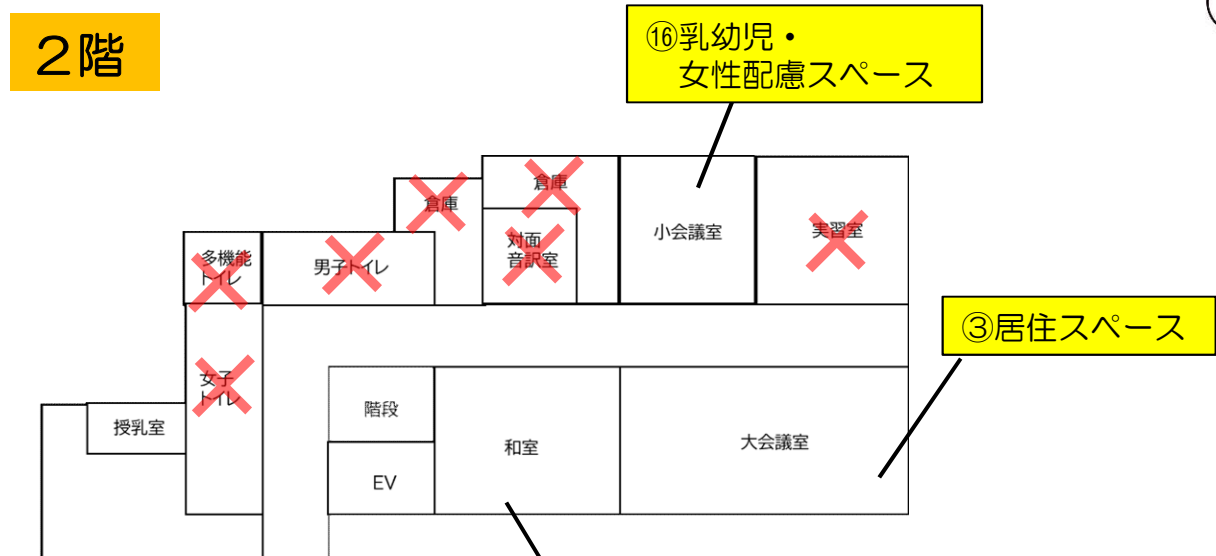 ２階
⑯乳幼児・
女性配慮スペース
倉庫
倉庫
対面
音訳室
小会議室
実習室
多機能
トイレ
男子トイレ
③居住スペース
女子
トイレ
授乳室
階段
和室
大会議室
EV